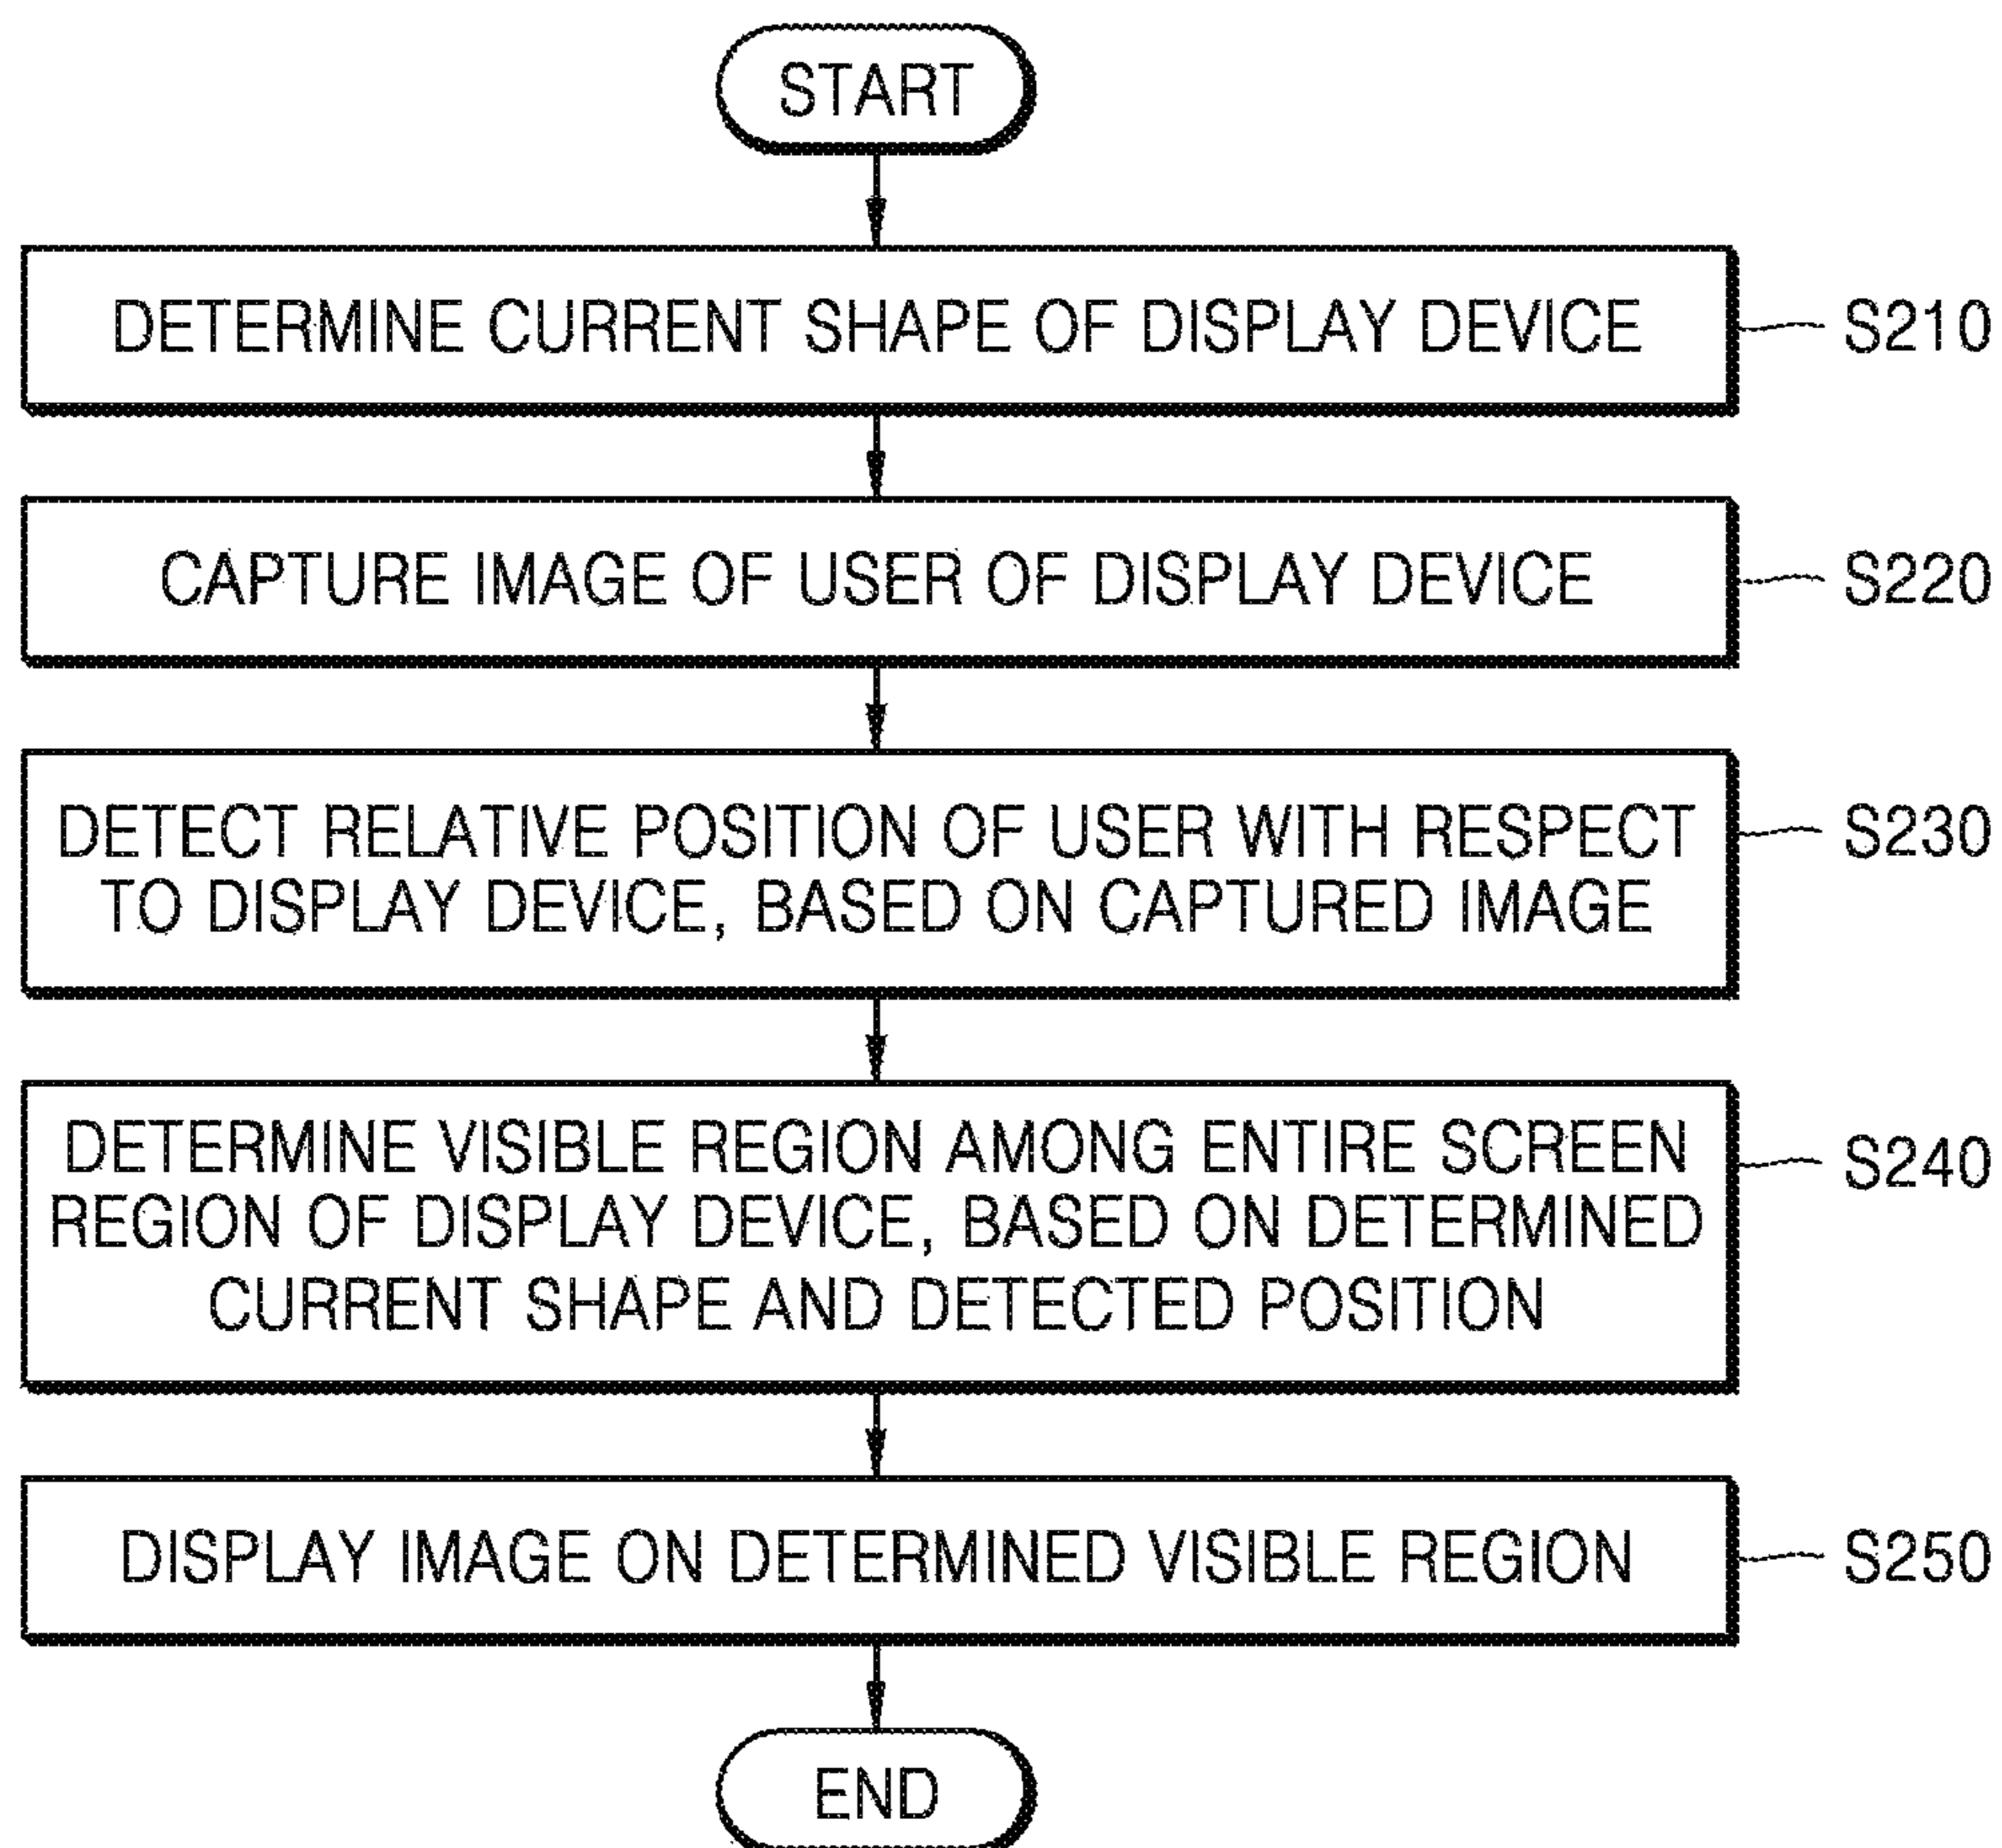 START
DETERMINE CURRENT SHAPE OF DISPLAY DEVICE
S210
CAPTURE IMAGE OF USER OF DISPLAY DEVICE
S220
DETECT RELATIVE POSITION OF USER WITH RESPECT
TO DISPLAY DEVICE, BASED ON CAPTURED IMAGE
S230
DETERMINE VISIBLE REGION AMONG ENTIRE SCREEN
REGION OF DISPLAY DEVICE, BASED ON DETERMINED
CURRENT SHAPE AND DETECTED POSITION
S240
DISPLAY IMAGE ON DETERMINED VISIBLE REGION
S250
END